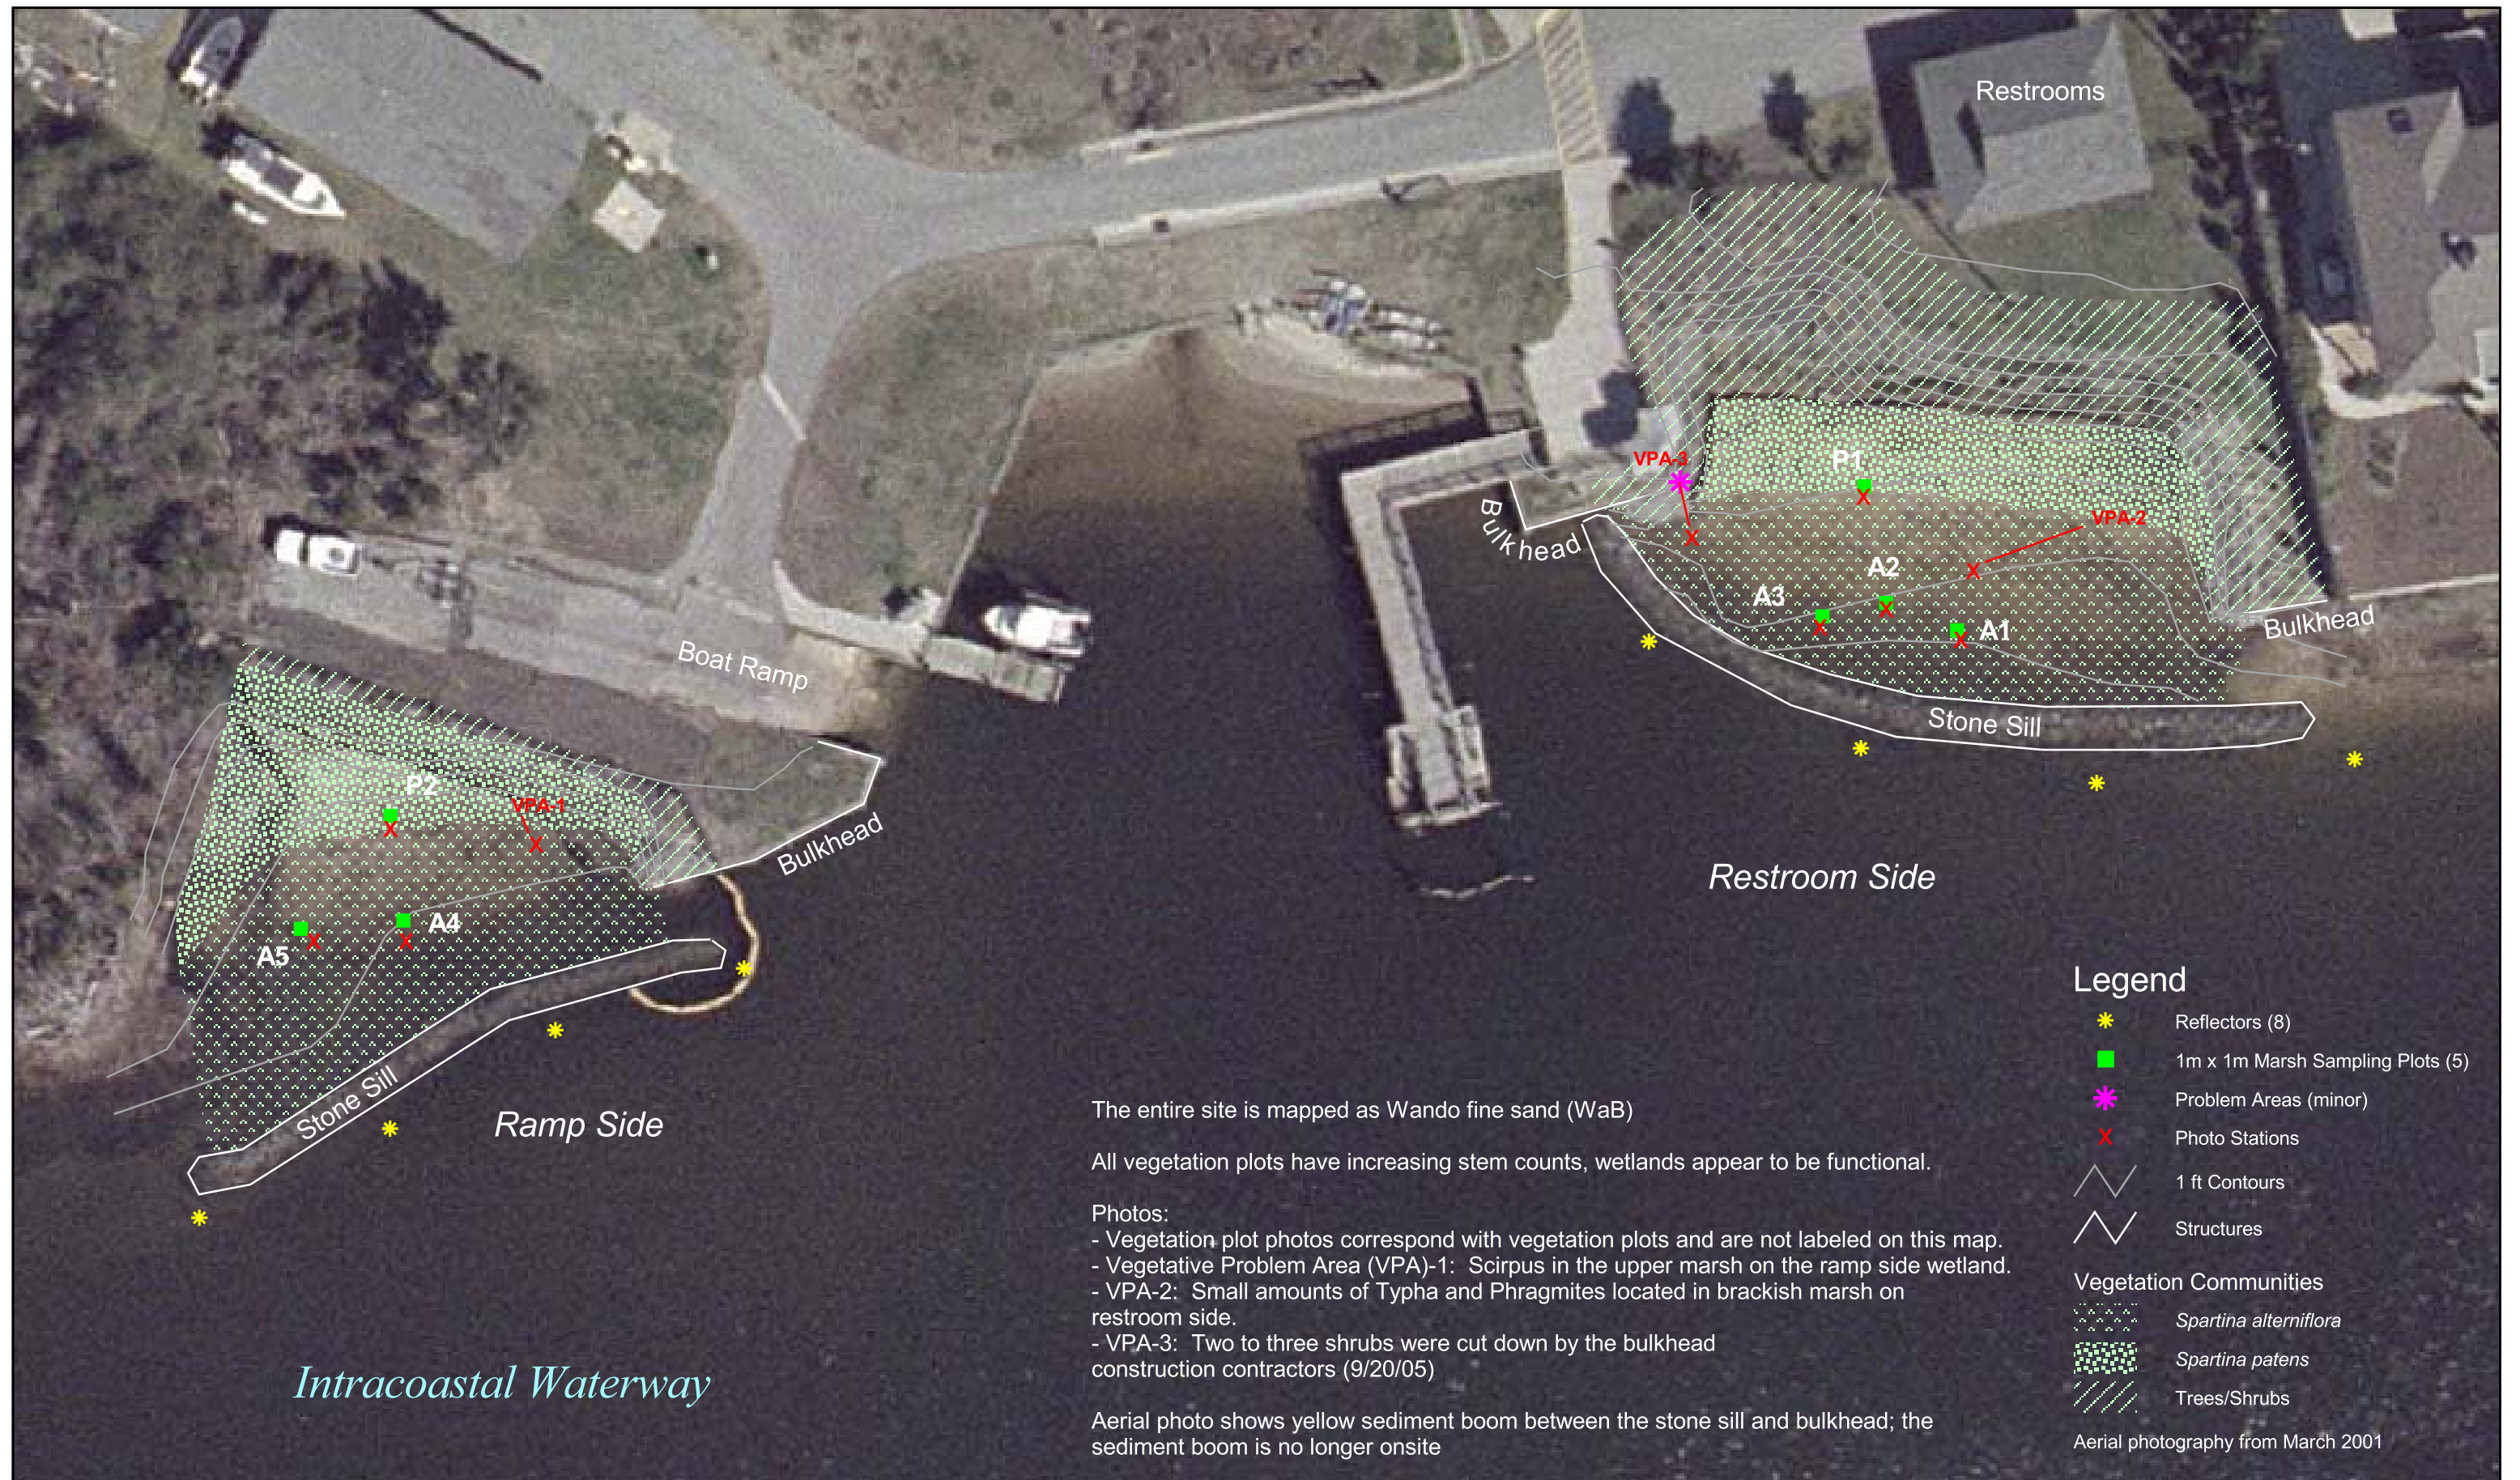 Restrooms
VPA-3
P1
VPA-2
Bulkhead
A2
A3
A1
Bulkhead
Boat Ramp
Stone Sill
P2
VPA-1
Bulkhead
Restroom Side
A4
A5
Stone Sill
Ramp Side
Intracoastal Waterway
The entire site is mapped as Wando fine sand (WaB)
All vegetation plots have increasing stem counts, wetlands appear to be functional.
Photos:
- Vegetation plot photos correspond with vegetation plots and are not labeled on this map.
- Vegetative Problem Area (VPA)-1:  Scirpus in the upper marsh on the ramp side wetland.
- VPA-2:  Small amounts of Typha and Phragmites located in brackish marsh on
restroom side.
- VPA-3:  Two to three shrubs were cut down by the bulkhead
construction contractors (9/20/05)
Aerial photo shows yellow sediment boom between the stone sill and bulkhead; the
sediment boom is no longer onsite
Legend
Reflectors (8)
1m x 1m Marsh Sampling Plots (5)
Problem Areas (minor)
Photo Stations
1 ft Contours
Structures
Vegetation Communities
Spartina alterniflora
Spartina patens
Trees/Shrubs
Aerial photography from March 2001